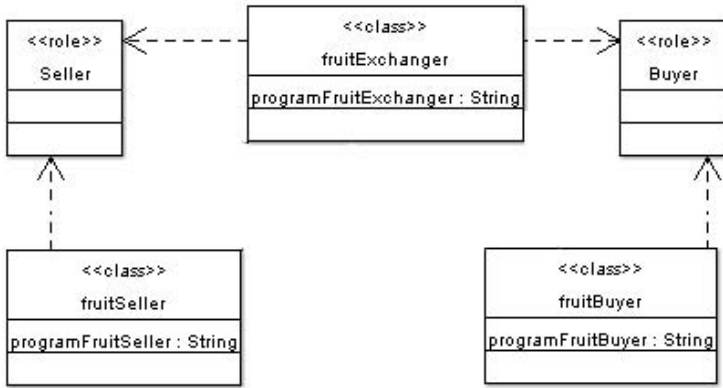 <<role>>
Seller
<<class>>
fruitExchanger
programFruitExchanger : String
<<role>>
Buyer
<<class>>
fruitSeller
programFruitSeller : String
<<class>>
fruitBuyer
programFruitBuyer : String